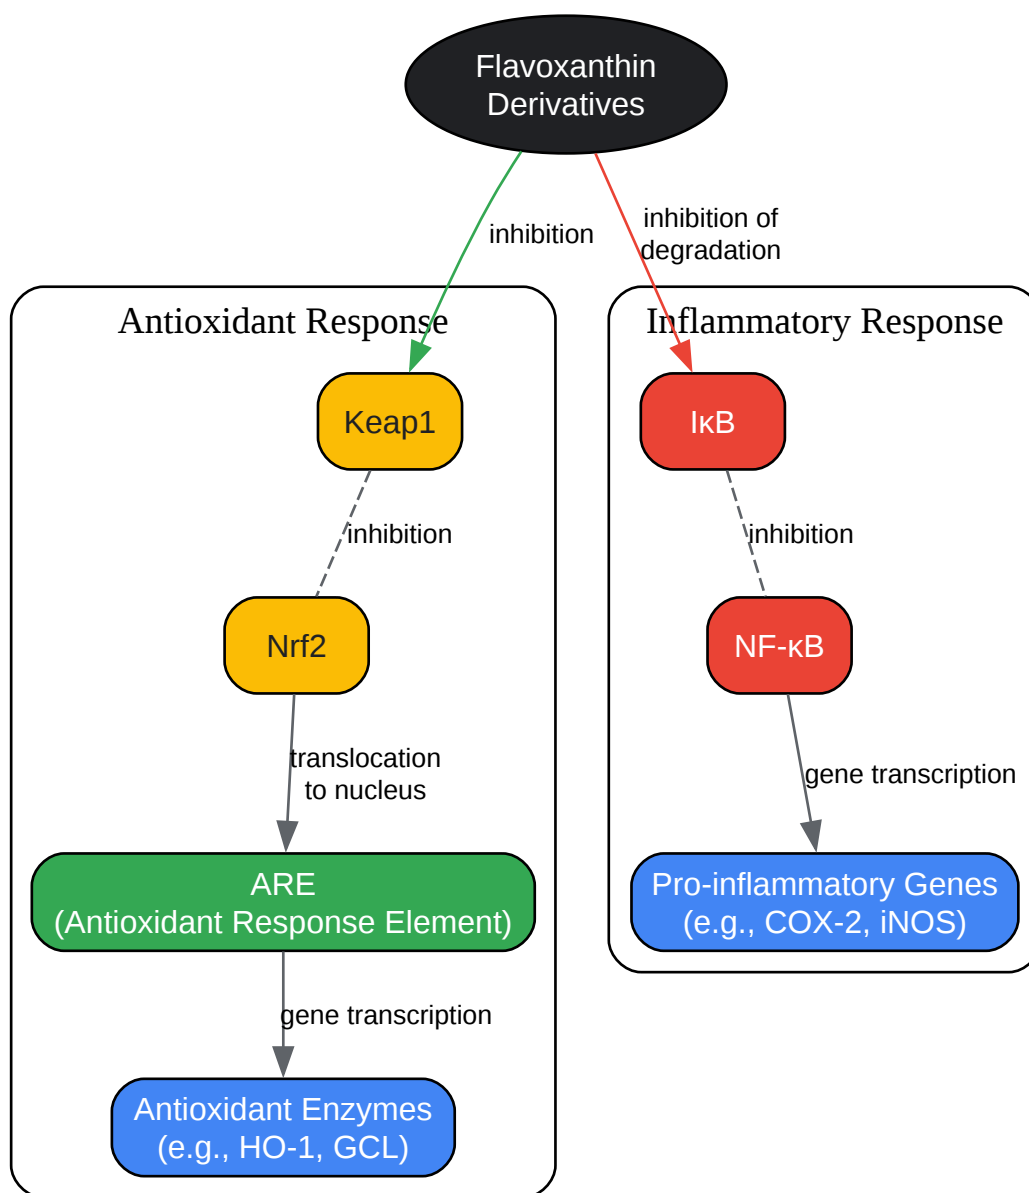 Flavoxanthin
Derivatives
inhibition
inhibition of
degradation
Antioxidant Response
Keap1
inhibition
Nrf2
translocation
to nucleus
ARE
(Antioxidant Response Element)
gene transcription
Antioxidant Enzymes
(e.g., HO-1, GCL)
Inflammatory Response
IκB
inhibition
NF-κB
gene transcription
Pro-inflammatory Genes
(e.g., COX-2, iNOS)